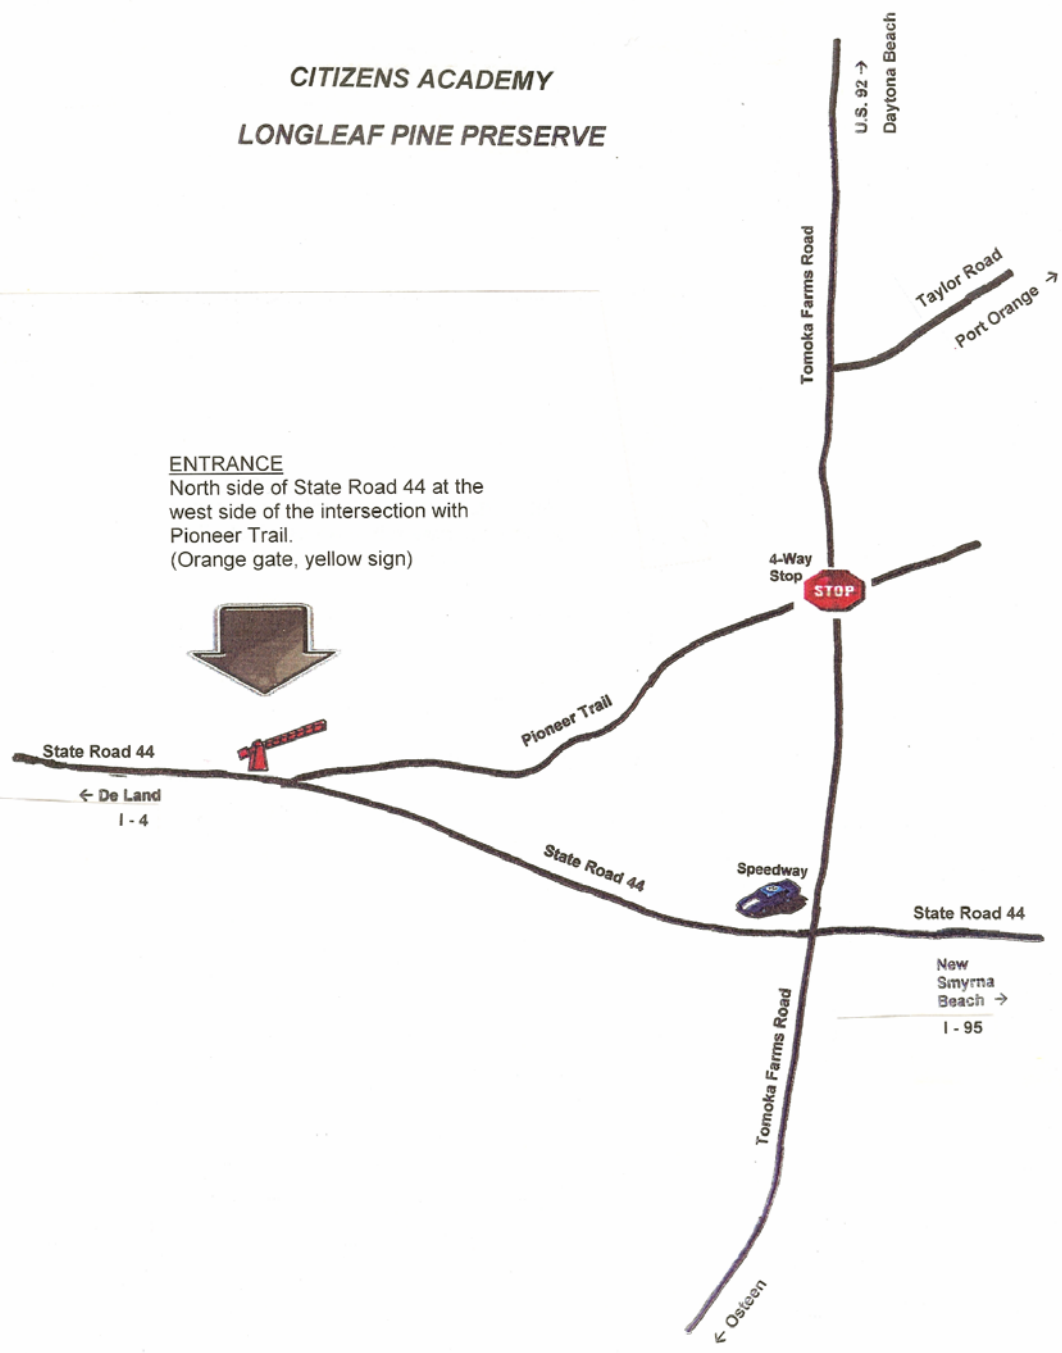 CITIZENS ACADEMY
LONGLEAF PINE PRESERVE
U.S. 92 →
Daytona Beach
Tomoka Farms Road
Taylor Road
Port Orange →
ENTRANCE
North side of State Road 44 at the
west side of the intersection with
Pioneer Trail.
(Orange gate, yellow sign)
4-Way
Stop
STOP
Pioneer Trail
State Road 44
← De Land
I - 4
State Road 44
Speedway
State Road 44
New
Smyrna
Beach →
I - 95
Tomoka Farms Road
← Osteen